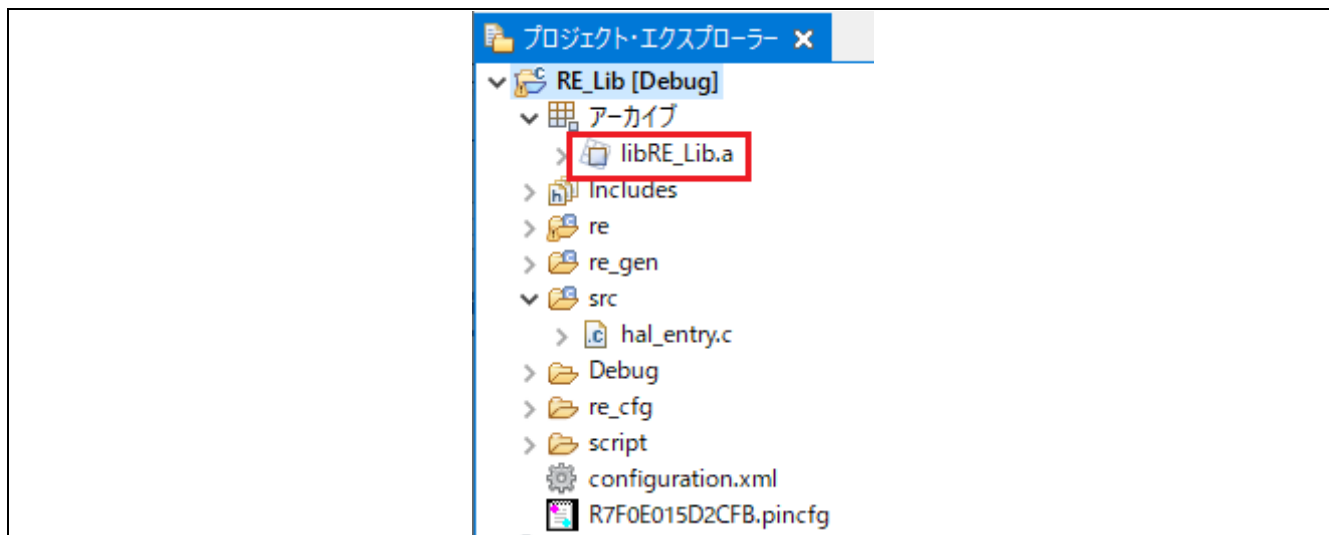 プロジェクト・エクスプローラー
RE_Lib [Debug]
アーカイブ
libRE_Lib.a
Includes
re
re_gen
src
hal_entry.c
Debug
re_cfg
script
configuration.xml
R7F0E015D2CFB.pincfg